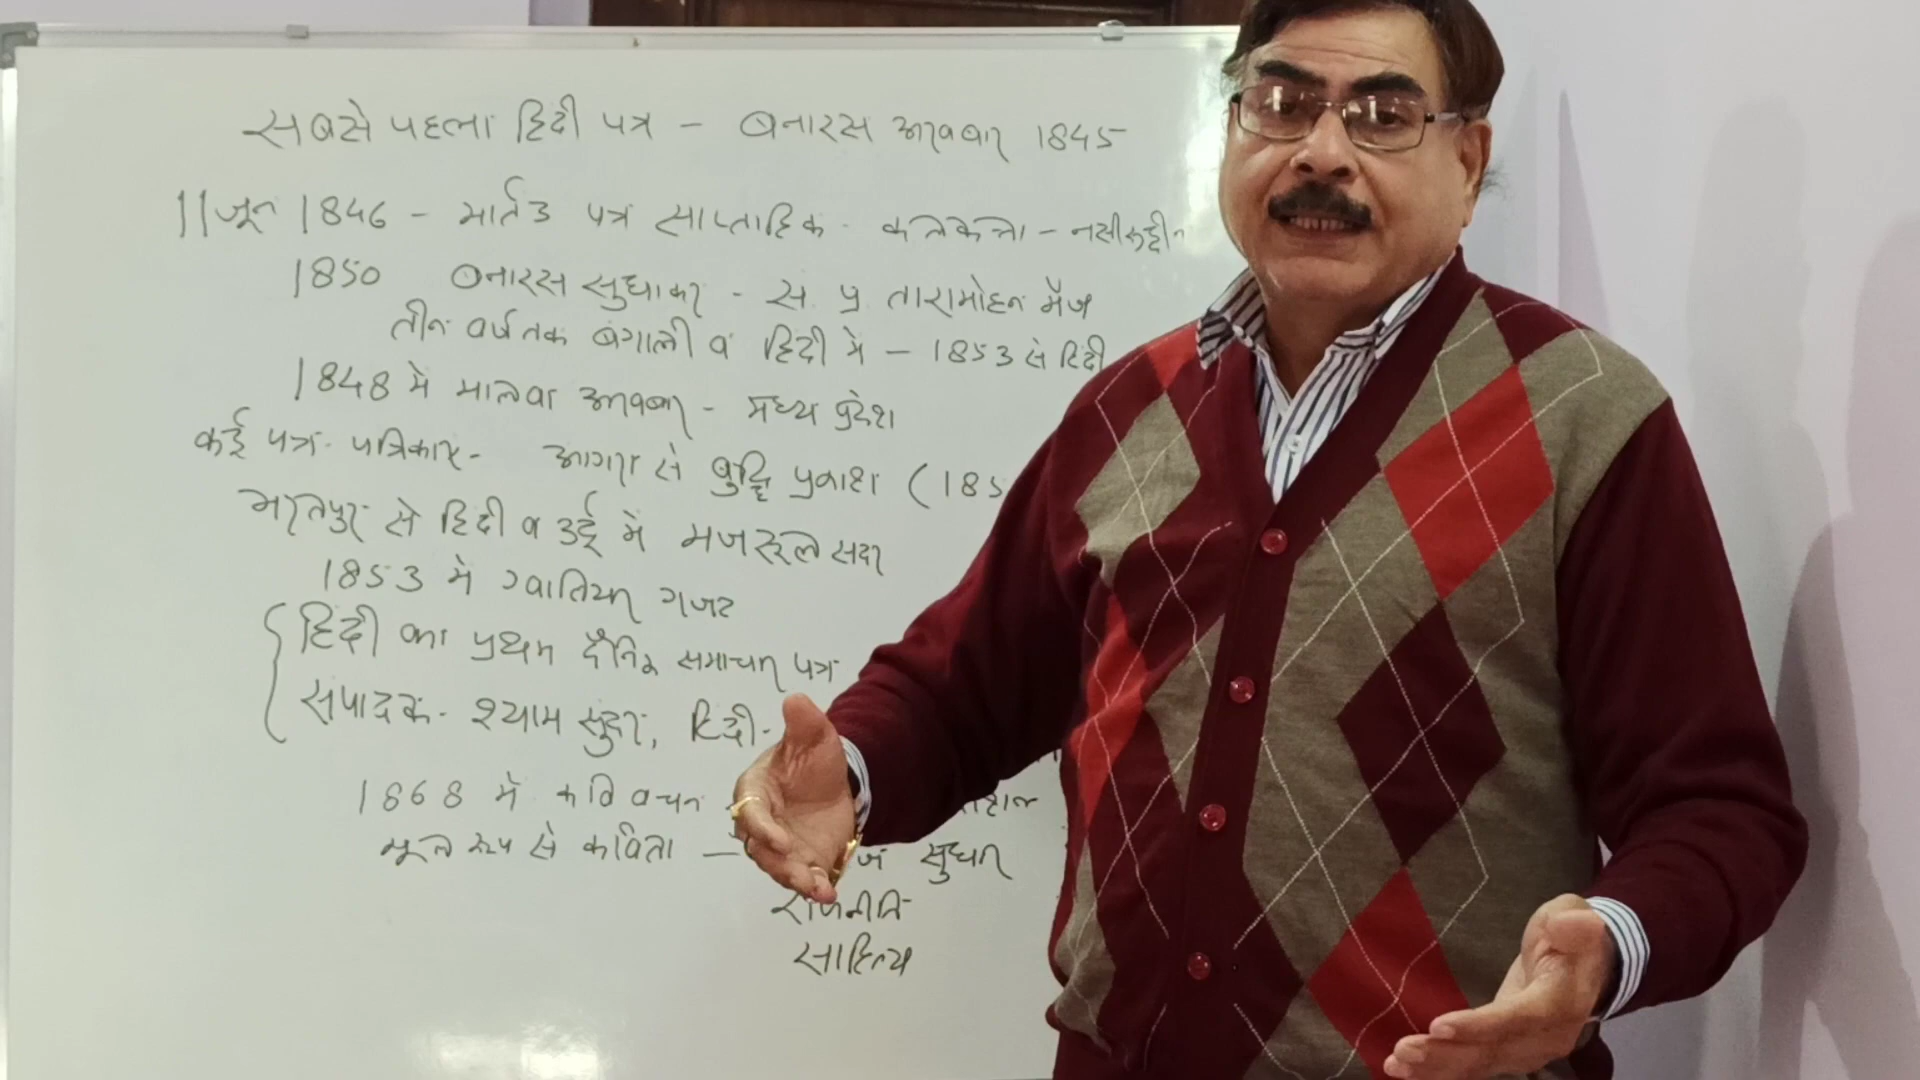 सबसे पहला हिंदी पत्र - बनारस अखबार 1845
11 जून 1846 - मार्तंड पत्र साप्ताहिक - कलकत्ता - नसीरुद्दीन
1850 बनारस सुधाकर - स. प्र. तारामोहन मैत्र
तीन वर्ष तक बंगाली व हिंदी में - 1853 से हिंदी
1848 में मालवा अखबार - मध्य प्रदेश
कई पत्र-पत्रिकाएं - आगरा से बुद्धि प्रकाश (185
भरतपुर से हिंदी व उर्दू में मजहरूल सरूर
1853 में ग्वालियर गजट
हिंदी का प्रथम दैनिक समाचार पत्र
संपादक - श्याम सुंदर, हिंदी-
1868 में कवि वचन
मूल रूप से कविता — सुधार
राजनीति
साहित्य